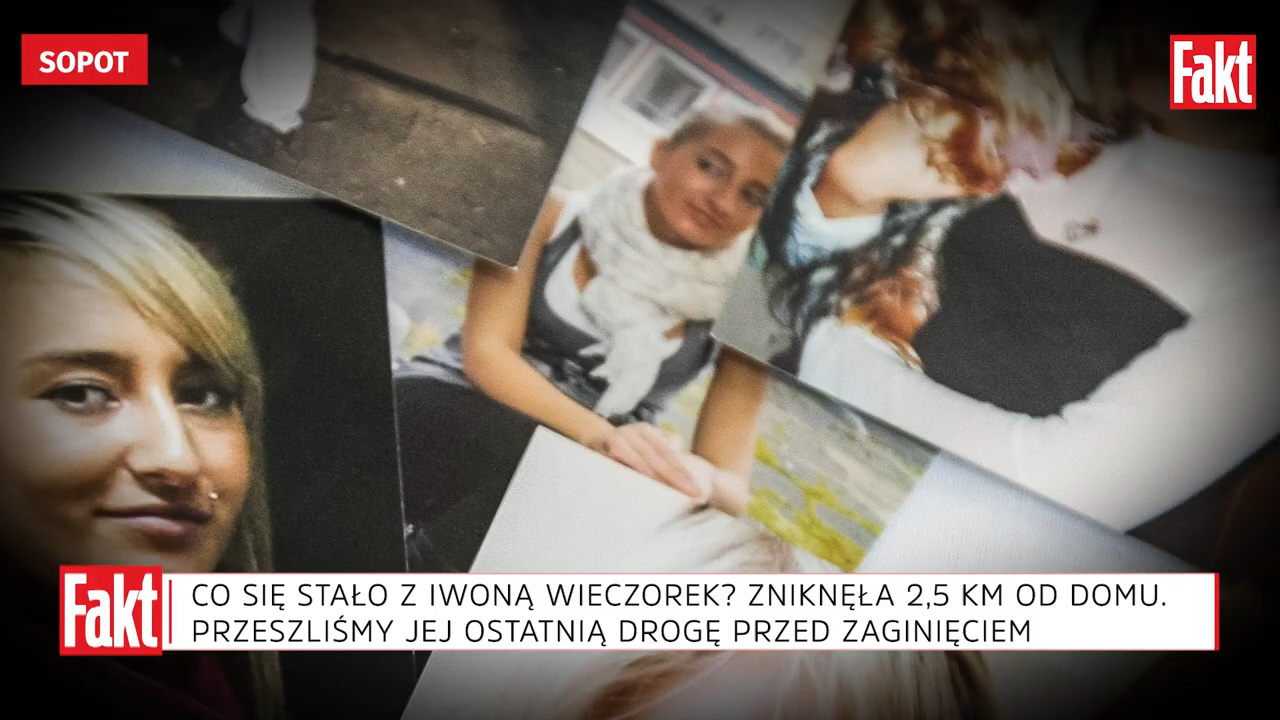 SOPOT
Fakt
Fakt
CO SIĘ STAŁO Z IWONĄ WIECZOREK? ZNIKNĘŁA 2,5 KM OD DOMU.
PRZESZLIŚMY JEJ OSTATNIĄ DROGĘ PRZED ZAGINIĘCIEM